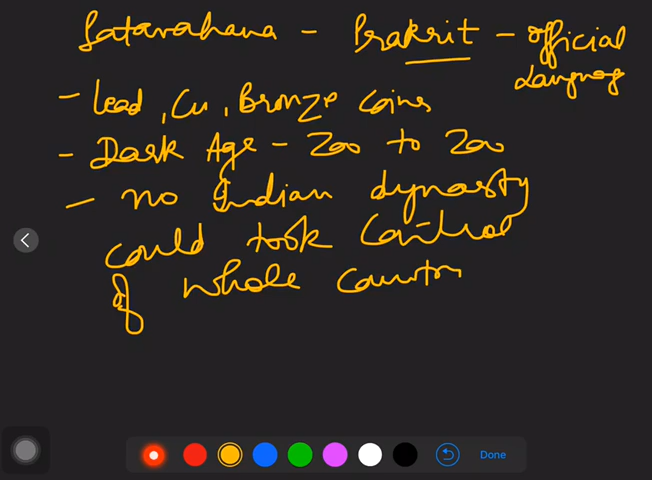 Satavahana - Prakrit - official
Language
- Lead, Cu, Bronze Coins
- Dark Age - 200 to 200
- no Indian dynasty
could took Control
of whole country
Done